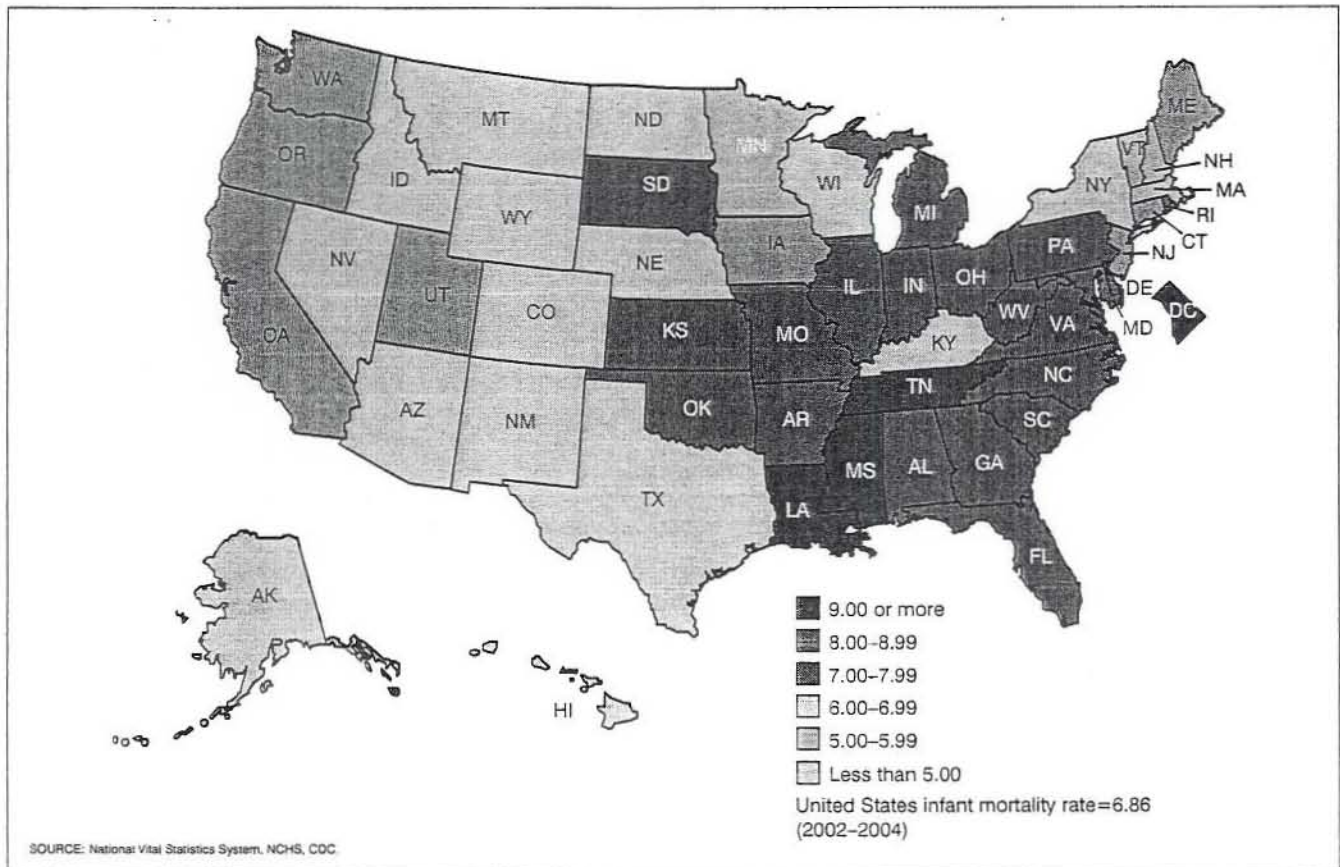 WA
MT
ND
MN
ME
OR
ID
SD
WI
VT
NH
NY
MA
WY
MI
RI
CT
IA
PA
NJ
NV
NE
IL
IN
OH
DE
UT
CO
WV
DC
VA
MD
CA
KS
MO
KY
NC
TN
AZ
NM
OK
AR
SC
MS
AL
GA
TX
LA
FL
AK
HI
9.00 or more
8.00–8.99
7.00–7.99
6.00–6.99
5.00–5.99
Less than 5.00
United States infant mortality rate=6.86
(2002–2004)
SOURCE: National Vital Statistics System, NCHS, CDC.